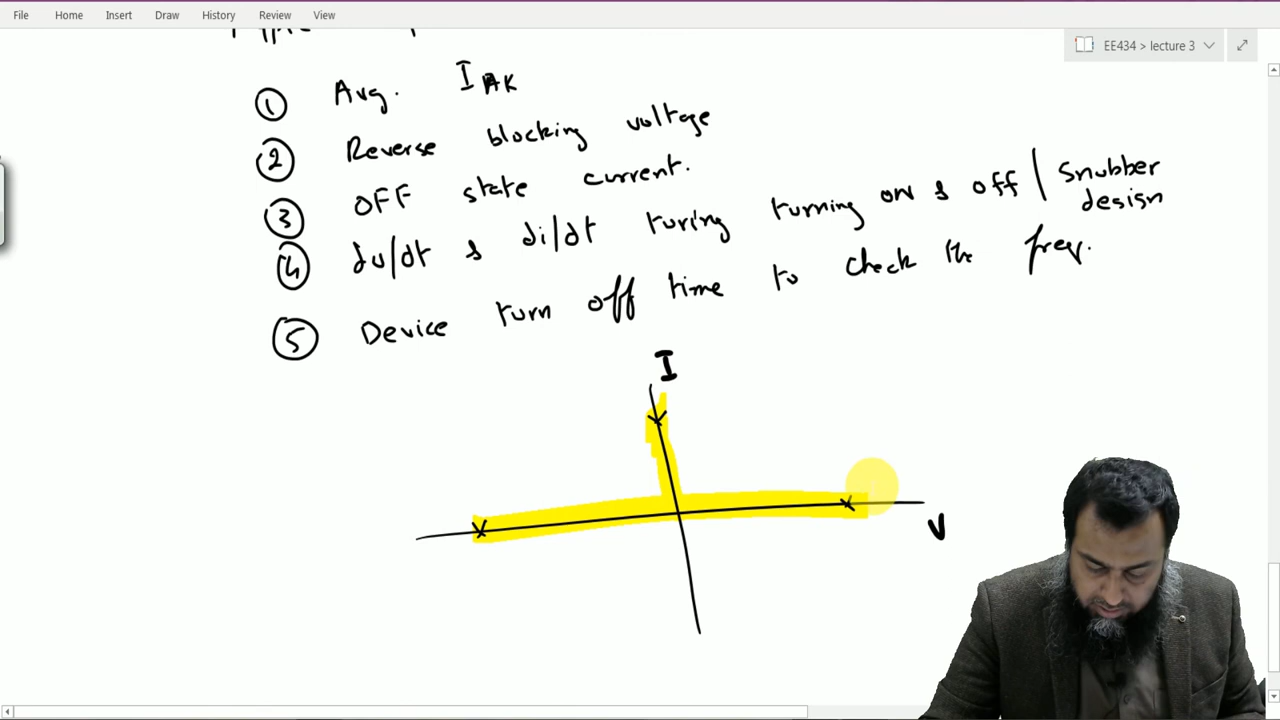 File Home Insert Draw History Review View
EE434 > lecture 3
① Avg. I AK
② Reverse blocking voltage
③ OFF state current.
④ dv/dt & di/dt turing turning on & off / Snubber design
⑤ Device turn off time to check the freq.
I
V